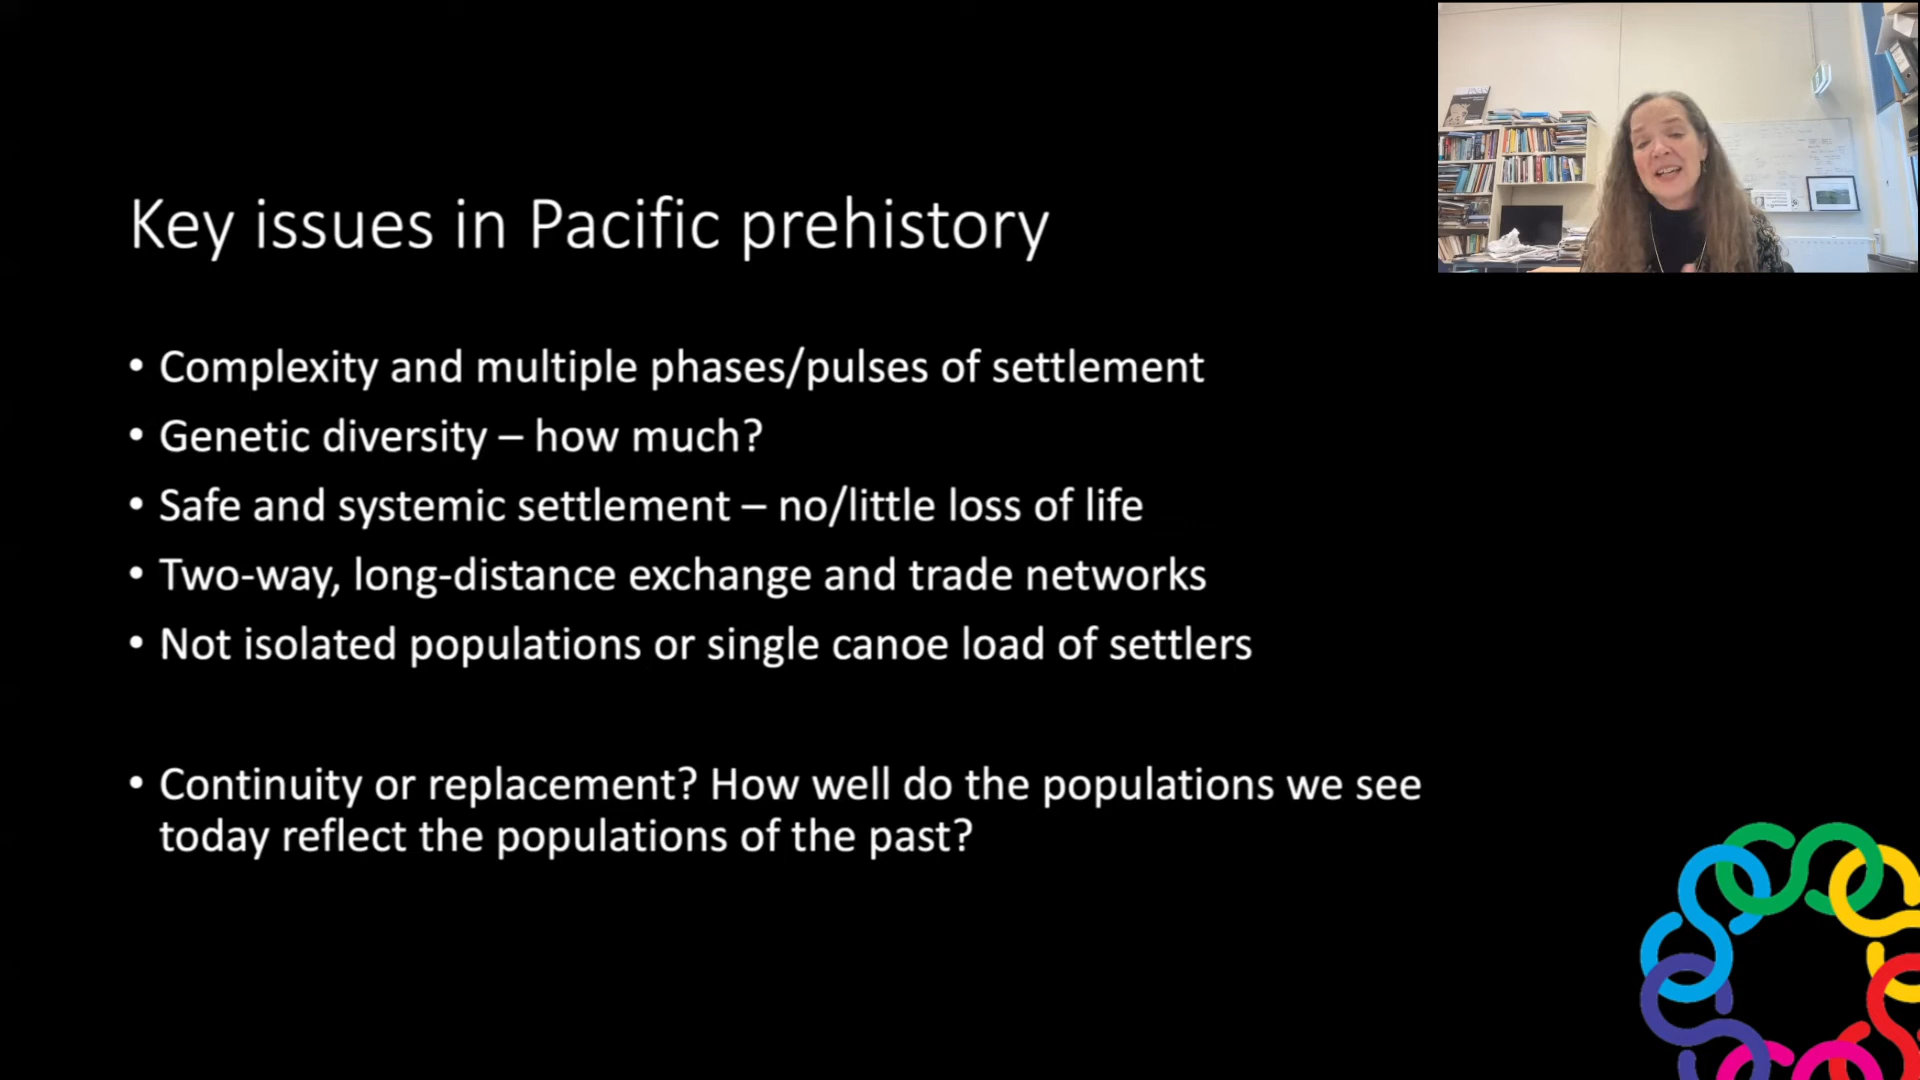 Key issues in Pacific prehistory
• Complexity and multiple phases/pulses of settlement
• Genetic diversity – how much?
• Safe and systemic settlement – no/little loss of life
• Two-way, long-distance exchange and trade networks
• Not isolated populations or single canoe load of settlers
• Continuity or replacement? How well do the populations we see
today reflect the populations of the past?